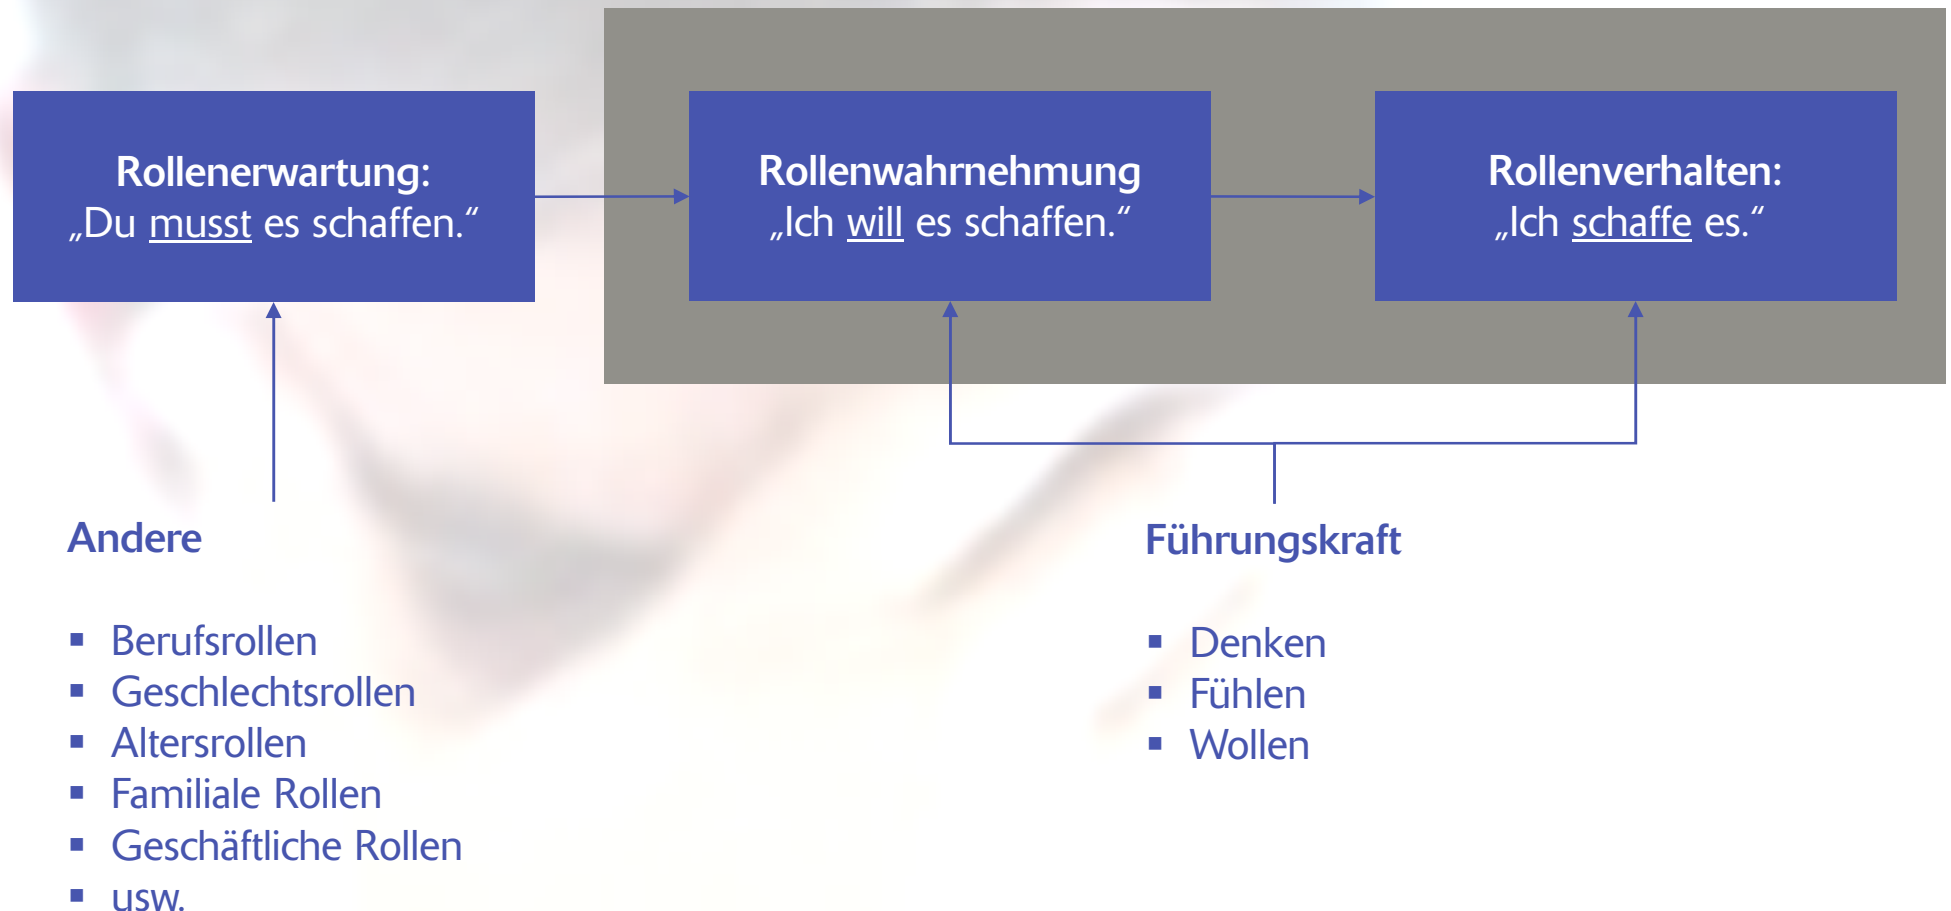 Rollenerwartung:
„Du musst es schaffen.“
Rollenwahrnehmung
„Ich will es schaffen.“
Rollenverhalten:
„Ich schaffe es.“
Andere
▪ Berufsrollen
▪ Geschlechtsrollen
▪ Altersrollen
▪ Familiale Rollen
▪ Geschäftliche Rollen
▪ usw.
Führungskraft
▪ Denken
▪ Fühlen
▪ Wollen